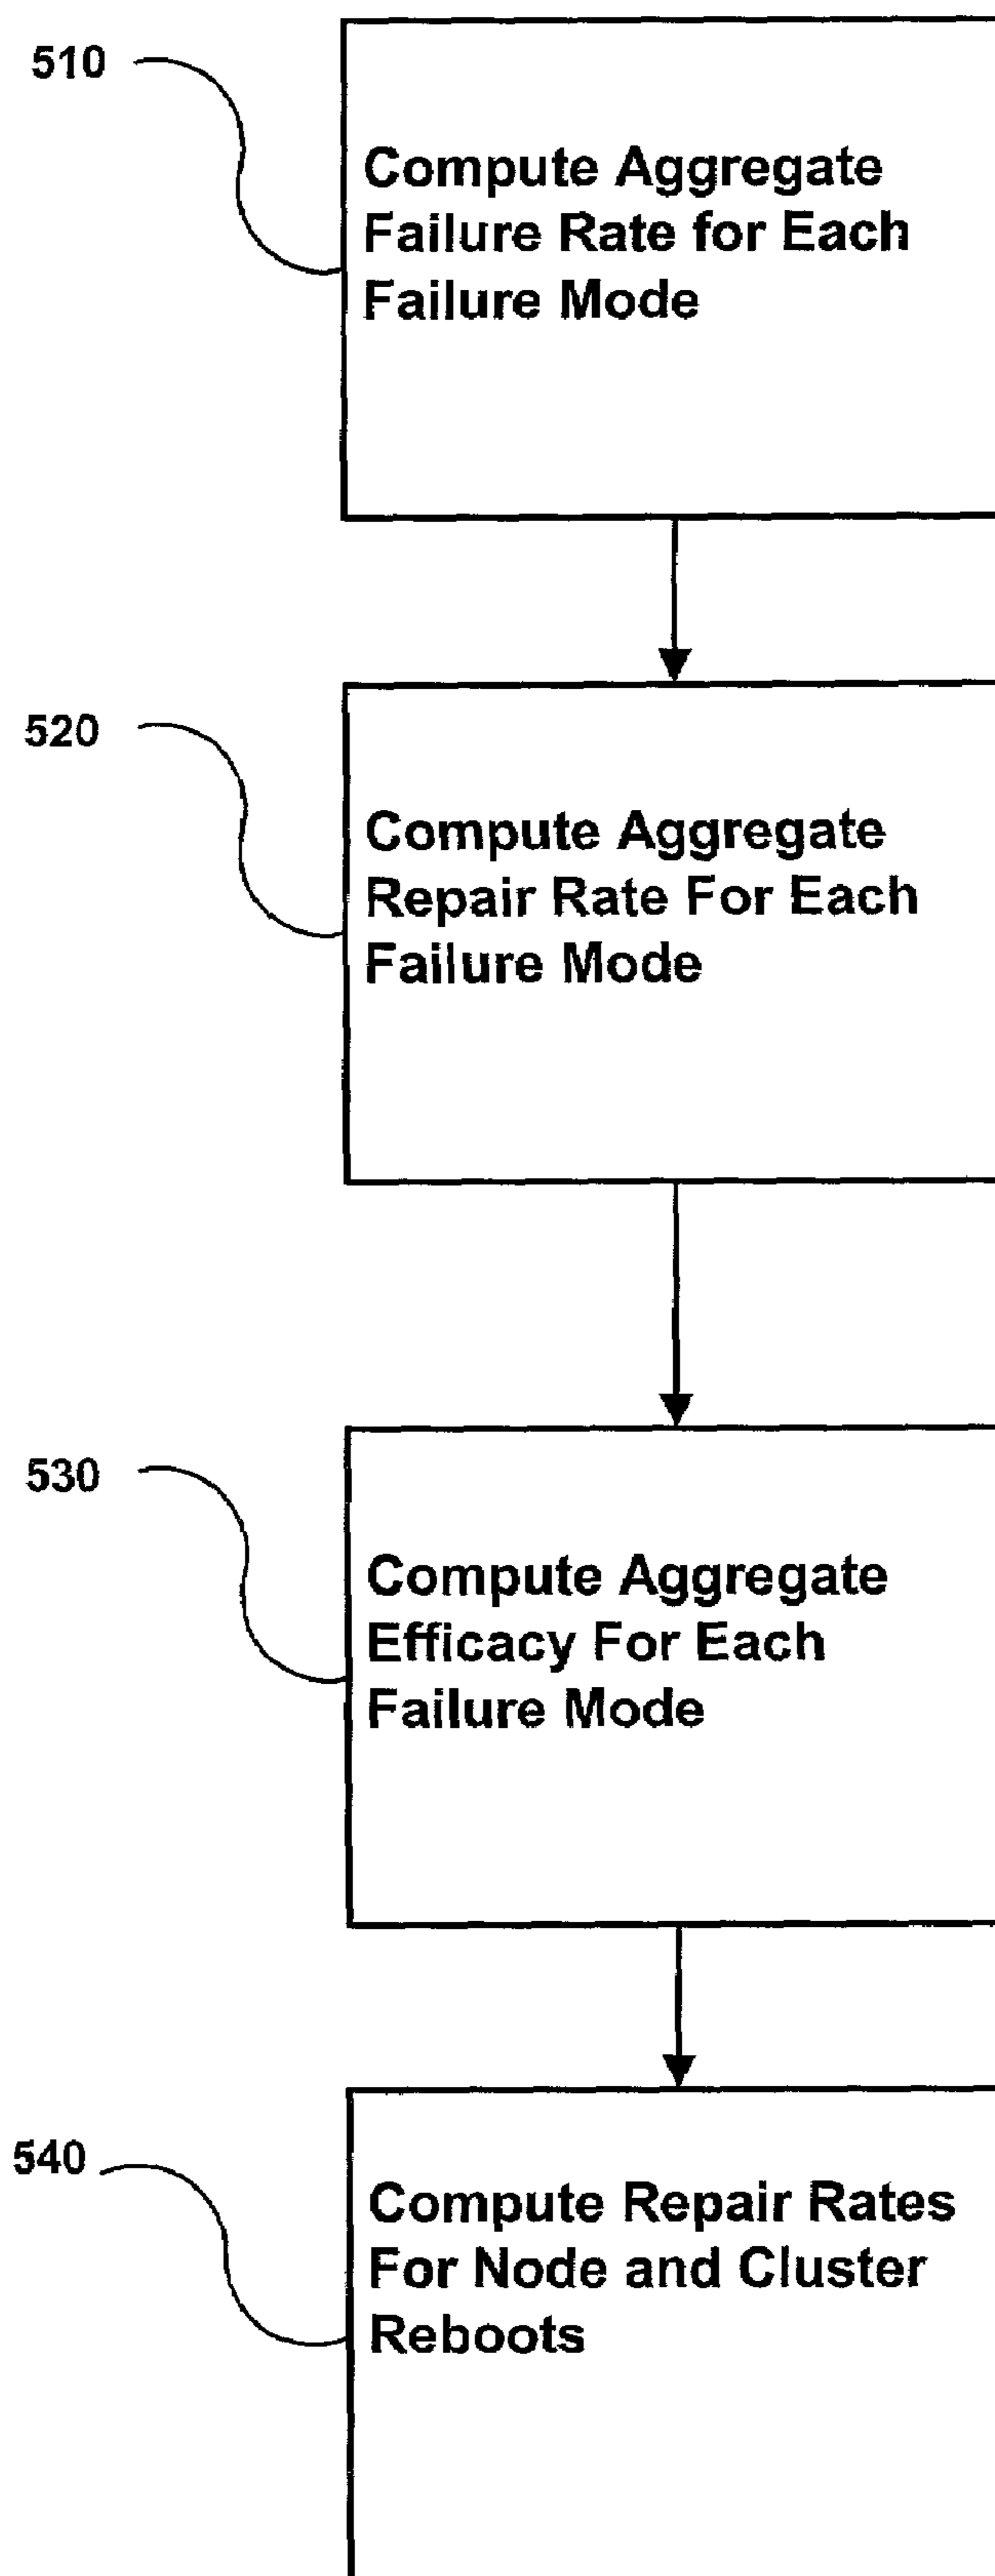 510
Compute Aggregate
Failure Rate for Each
Failure Mode
520
Compute Aggregate
Repair Rate For Each
Failure Mode
530
Compute Aggregate
Efficacy For Each
Failure Mode
540
Compute Repair Rates
For Node and Cluster
Reboots